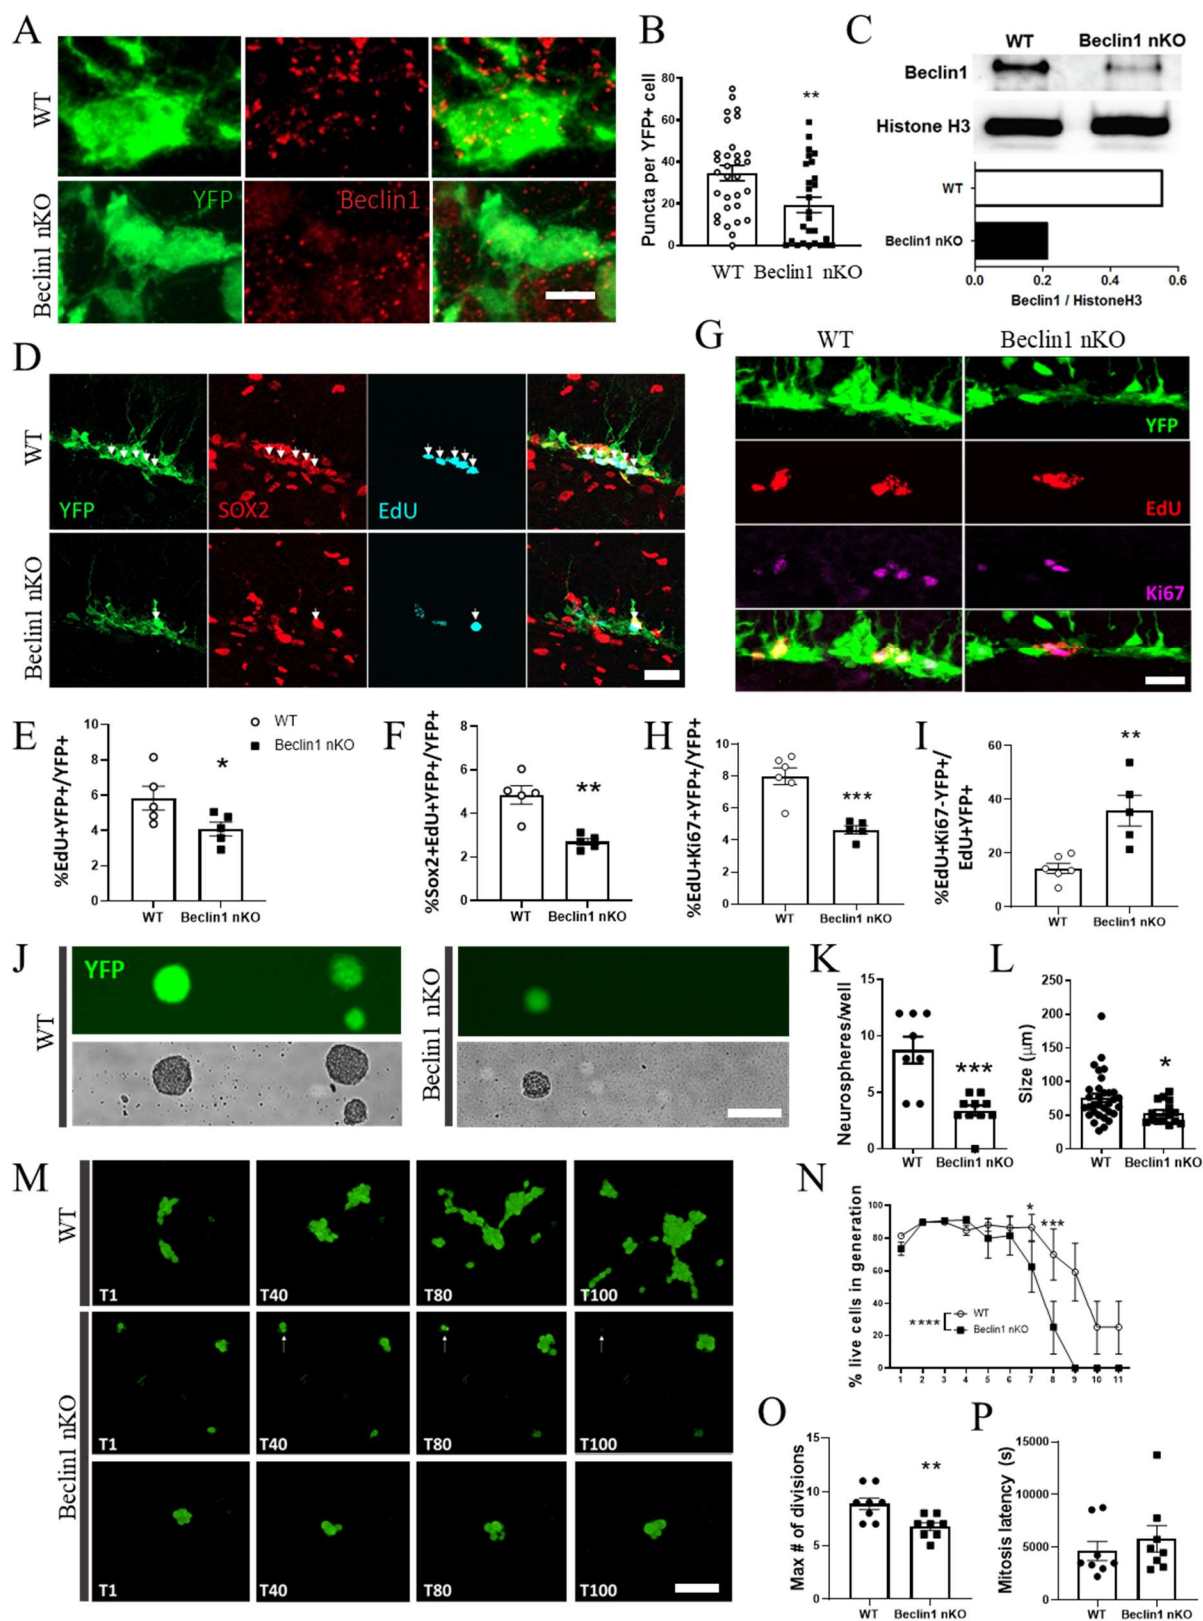 A
WT
Beclin1 nKO
YFP
Beclin1
B
Puncta per YFP+ cell
80
60
40
20
0
**
WT Beclin1 nKO
C
WT Beclin1 nKO
Beclin1
Histone H3
WT
Beclin1 nKO
0.0 0.2 0.4 0.6
Beclin1 / HistoneH3
D
WT
Beclin1 nKO
YFP
SOX2
EdU
G
WT Beclin1 nKO
YFP
EdU
Ki67
E
%EdU+YFP+/YFP+
10
8
6
4
2
0
*
WT
Beclin1 nKO
WT Beclin1 nKO
F
%Sox2+EdU+YFP+/YFP+
8
6
4
2
0
**
WT Beclin1 nKO
H
%EdU+Ki67+YFP+/YFP+
10
8
6
4
2
0
***
WT Beclin1 nKO
I
%EdU+Ki67-YFP+/
EdU+YFP+
60
40
20
0
**
WT Beclin1 nKO
J
WT
YFP
Beclin1 nKO
K
Neurospheres/well
15
10
5
0
***
WT Beclin1 nKO
L
Size (μm)
250
200
150
100
50
0
*
WT Beclin1 nKO
M
WT
T1
T40
T80
T100
Beclin1 nKO
T1
T40
T80
T100
T1
T40
T80
T100
N
% live cells in generation
100
80
60
40
20
0
*
***
****
WT
Beclin1 nKO
1 2 3 4 5 6 7 8 9 10 11
O
Max # of divisions
15
10
5
0
**
WT Beclin1 nKO
P
Mitosis latency (s)
15000
10000
5000
0
WT Beclin1 nKO